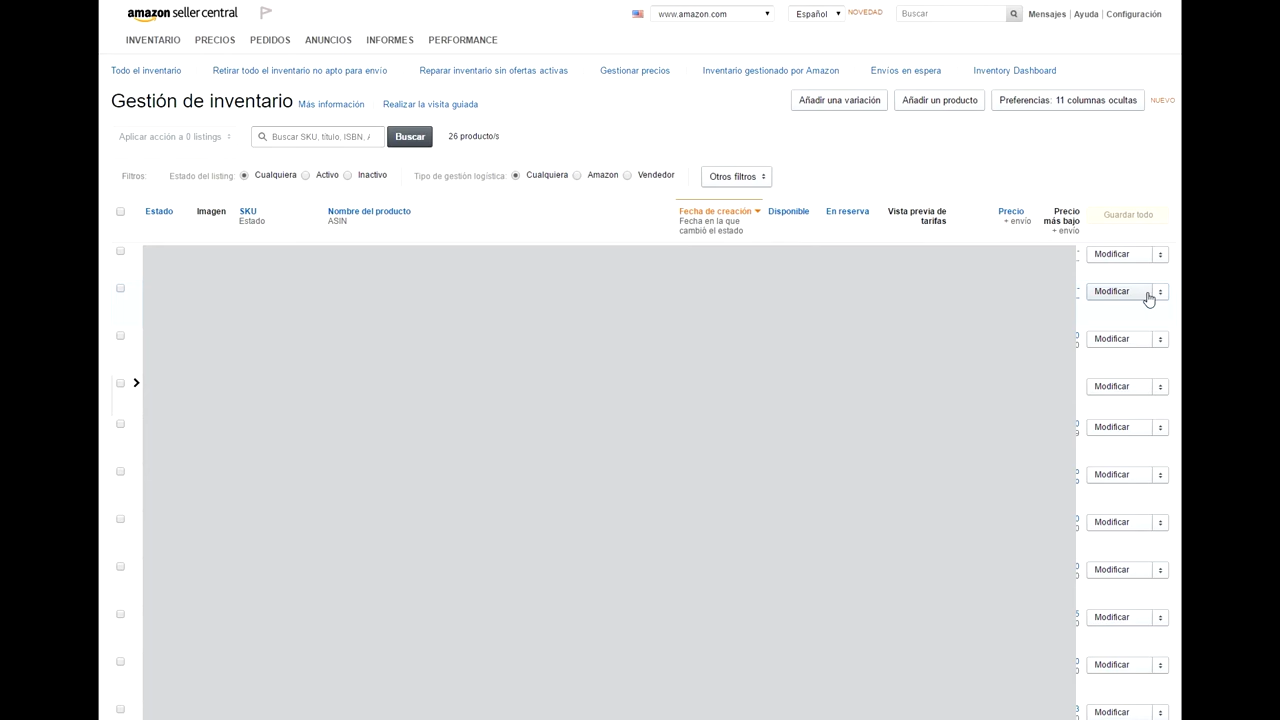 amazon seller central
www.amazon.com
Español
NOVEDAD
Buscar
Mensajes | Ayuda | Configuración
INVENTARIO PRECIOS PEDIDOS ANUNCIOS INFORMES PERFORMANCE
Todo el inventario Retirar todo el inventario no apto para envío Reparar inventario sin ofertas activas Gestionar precios Inventario gestionado por Amazon Envíos en espera Inventory Dashboard
Gestión de inventario Más información Realizar la visita guiada
Añadir una variación Añadir un producto Preferencias: 11 columnas ocultas NUEVO
Aplicar acción a 0 listings Buscar SKU, título, ISBN, Buscar 26 producto/s
Filtros: Estado del listing: Cualquiera Activo Inactivo Tipo de gestión logística: Cualquiera Amazon Vendedor Otros filtros
Estado Imagen SKU Nombre del producto Fecha de creación Disponible En reserva Vista previa de Precio Precio Guardar todo
Estado ASIN Fecha en la que tarifas + envío más bajo
cambió el estado + envío
Modificar
Modificar
Modificar
Modificar
Modificar
Modificar
Modificar
Modificar
Modificar
Modificar
Modificar